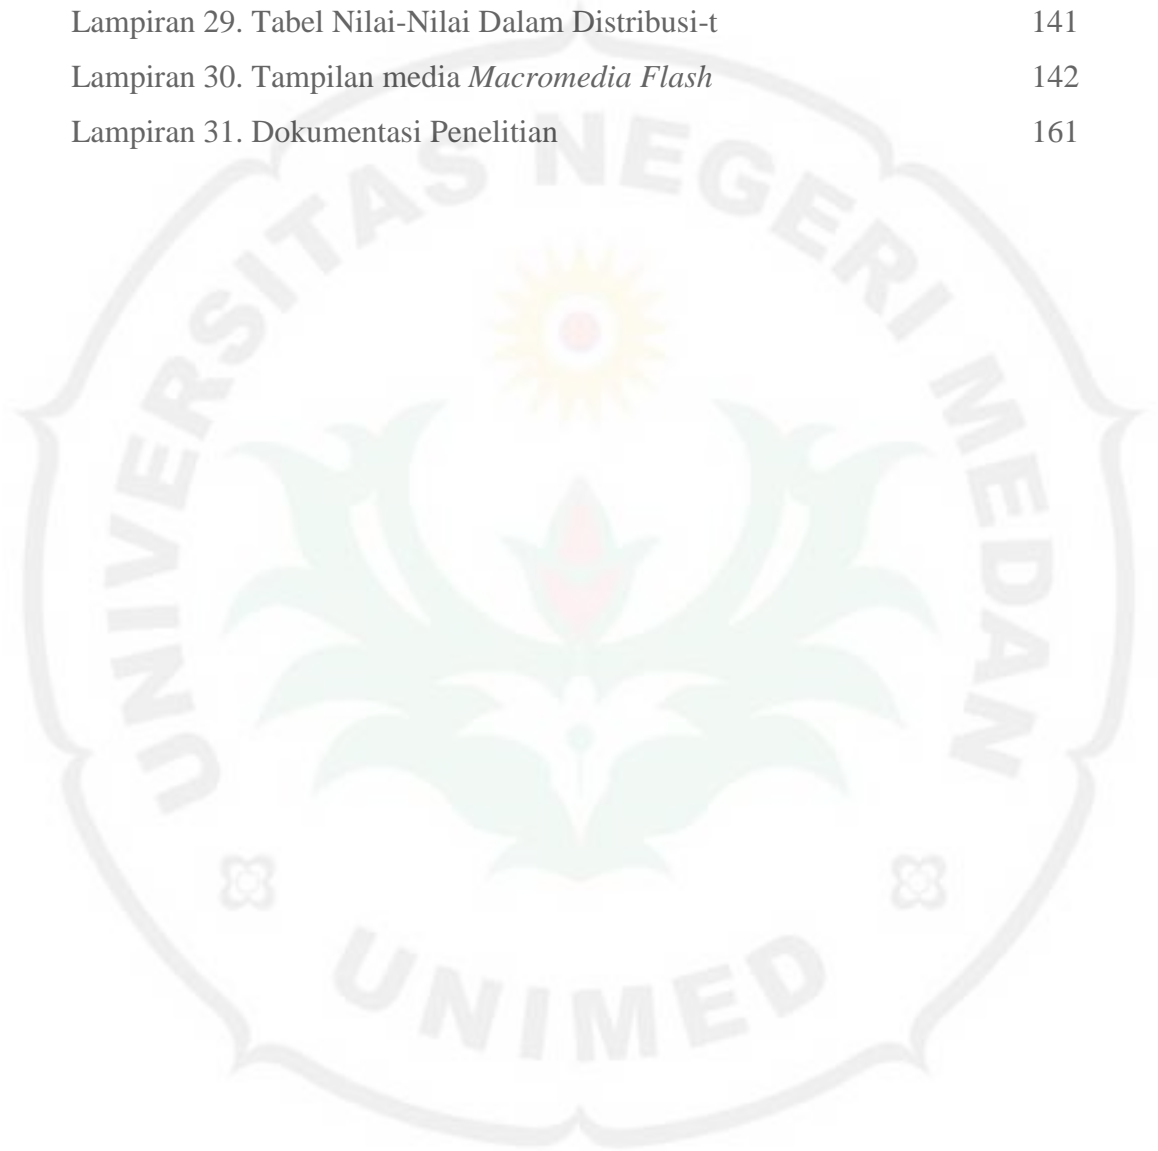 Lampiran 29. Tabel Nilai-Nilai Dalam Distribusi-t 141
Lampiran 30. Tampilan media Macromedia Flash 142
Lampiran 31. Dokumentasi Penelitian 161
UNIVERSITAS NEGERI MEDAN
UNIMED